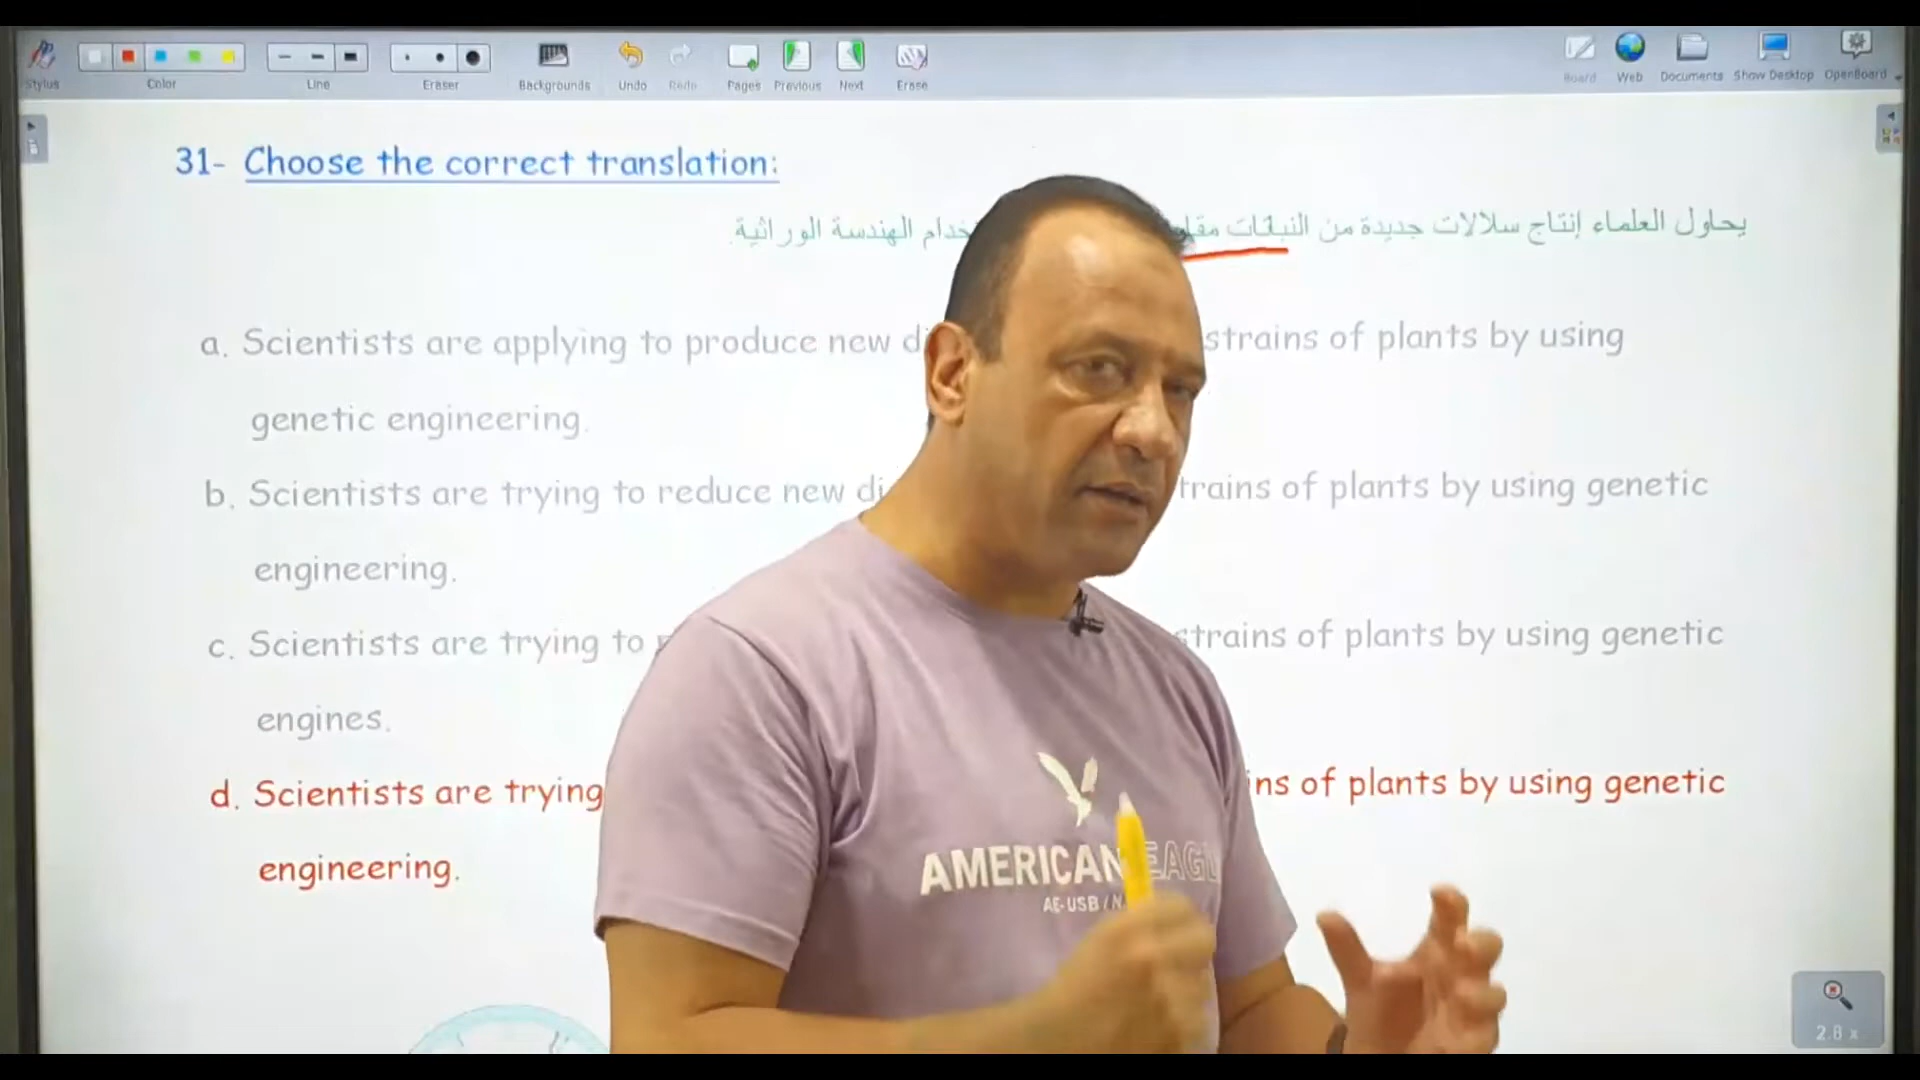 Stylus
Color
Line
Eraser
Backgrounds
Undo
Redo
Pages
Previous
Next
Erase
Board
Web
Documents
Show Desktop
OpenBoard
31- Choose the correct translation:
يحاول العلماء إنتاج سلالات جديدة من النباتات الهندسة الوراثية.
a. Scientists are applying to produce new strains of plants by using
genetic engineering.
b. Scientists are trying to reduce new of plants by using genetic
engineering.
c. Scientists are trying to strains of plants by using genetic
engines.
d. Scientists are trying of plants by using genetic
engineering.
AMERICAN EAGL
AE-USB / N
2.8 x